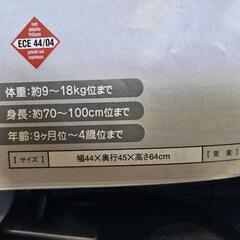 ECE 44/04
体重：約9～18kg位まで
身長：約70～100cm位まで
年齢：9ヶ月位～4歳位まで
【サイズ】 幅44×奥行45×高さ64cm 【重量】